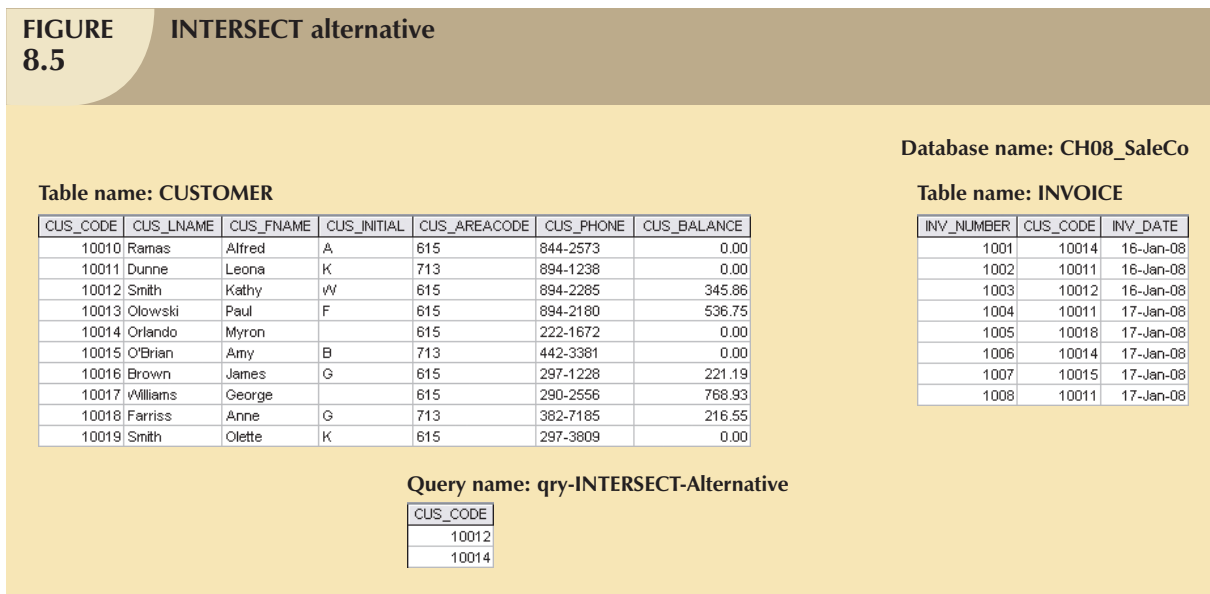 FIGURE 8.5
INTERSECT alternative
Database name: CH08_SaleCo
Table name: CUSTOMER
CUS_CODE CUS_LNAME CUS_FNAME CUS_INITIAL CUS_AREACODE CUS_PHONE CUS_BALANCE
10010 Ramas Alfred A 615 844-2573 0.00
10011 Dunne Leona K 713 894-1238 0.00
10012 Smith Kathy W 615 894-2285 345.86
10013 Olowski Paul F 615 894-2180 536.75
10014 Orlando Myron 615 222-1672 0.00
10015 O'Brian Amy B 713 442-3381 0.00
10016 Brown James G 615 297-1228 221.19
10017 Williams George 615 290-2556 768.93
10018 Farriss Anne G 713 382-7185 216.55
10019 Smith Olette K 615 297-3809 0.00
Table name: INVOICE
INV_NUMBER CUS_CODE INV_DATE
1001 10014 16-Jan-08
1002 10011 16-Jan-08
1003 10012 16-Jan-08
1004 10011 17-Jan-08
1005 10018 17-Jan-08
1006 10014 17-Jan-08
1007 10015 17-Jan-08
1008 10011 17-Jan-08
Query name: qry-INTERSECT-Alternative
CUS_CODE
10012
10014